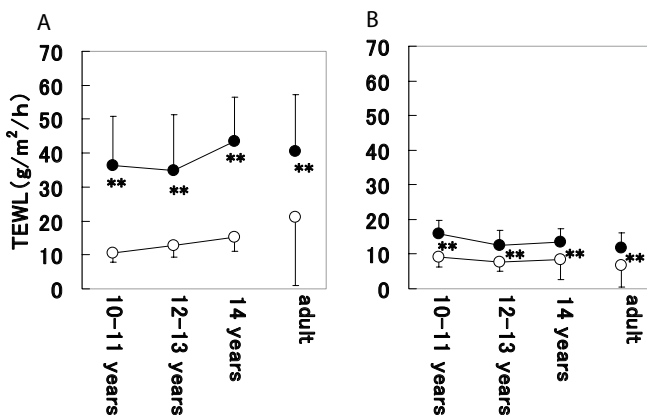 A
B
TEWL(g/m²/h)
70
60
50
40
30
20
10
0
**
**
**
**
10-11 years
12-13 years
14 years
adult
70
60
50
40
30
20
10
0
**
**
**
**
10-11 years
12-13 years
14 years
adult